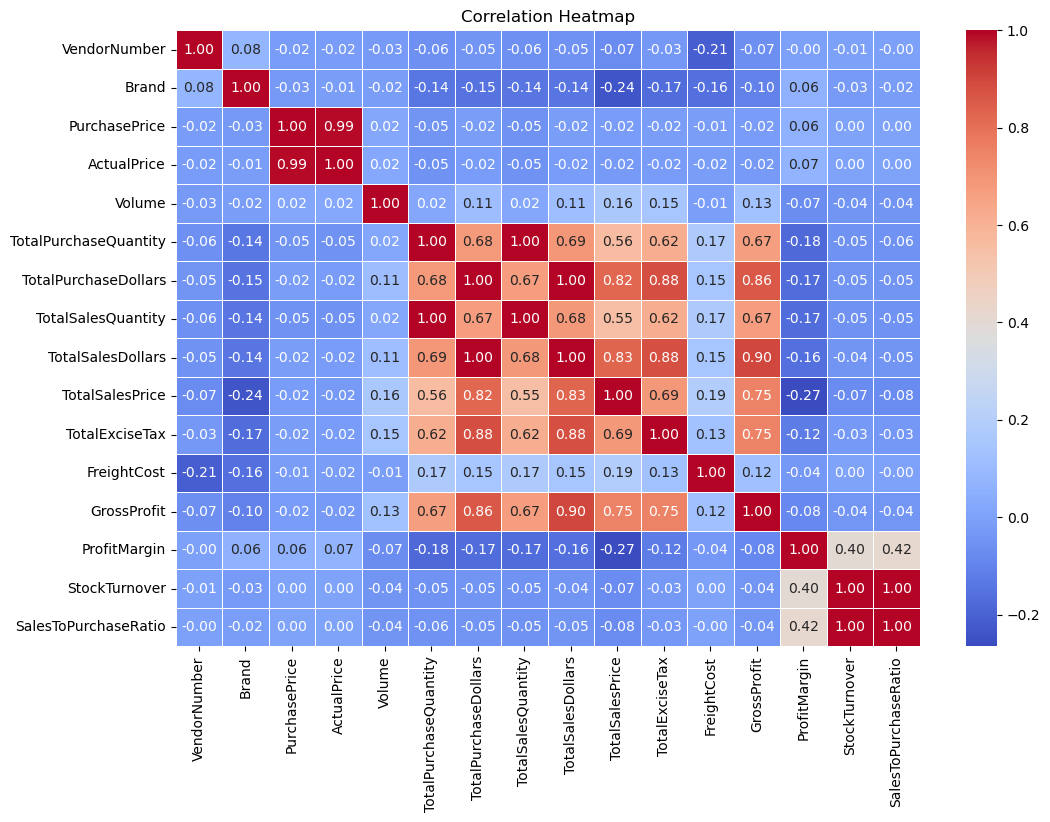 Correlation Heatmap
VendorNumber 1.00 0.08 -0.02 -0.02 -0.03 -0.06 -0.05 -0.06 -0.05 -0.07 -0.03 -0.21 -0.07 -0.00 -0.01 -0.00
Brand 0.08 1.00 -0.03 -0.01 -0.02 -0.14 -0.15 -0.14 -0.14 -0.24 -0.17 -0.16 -0.10 0.06 -0.03 -0.02
PurchasePrice -0.02 -0.03 1.00 0.99 0.02 -0.05 -0.02 -0.05 -0.02 -0.02 -0.02 -0.01 -0.02 0.06 0.00 0.00
ActualPrice -0.02 -0.01 0.99 1.00 0.02 -0.05 -0.02 -0.05 -0.02 -0.02 -0.02 -0.02 -0.02 0.07 0.00 0.00
Volume -0.03 -0.02 0.02 0.02 1.00 0.02 0.11 0.02 0.11 0.16 0.15 -0.01 0.13 -0.07 -0.04 -0.04
TotalPurchaseQuantity -0.06 -0.14 -0.05 -0.05 0.02 1.00 0.68 1.00 0.69 0.56 0.62 0.17 0.67 -0.18 -0.05 -0.06
TotalPurchaseDollars -0.05 -0.15 -0.02 -0.02 0.11 0.68 1.00 0.67 1.00 0.82 0.88 0.15 0.86 -0.17 -0.05 -0.05
TotalSalesQuantity -0.06 -0.14 -0.05 -0.05 0.02 1.00 0.67 1.00 0.68 0.55 0.62 0.17 0.67 -0.17 -0.05 -0.05
TotalSalesDollars -0.05 -0.14 -0.02 -0.02 0.11 0.69 1.00 0.68 1.00 0.83 0.88 0.15 0.90 -0.16 -0.04 -0.05
TotalSalesPrice -0.07 -0.24 -0.02 -0.02 0.16 0.56 0.82 0.55 0.83 1.00 0.69 0.19 0.75 -0.27 -0.07 -0.08
TotalExciseTax -0.03 -0.17 -0.02 -0.02 0.15 0.62 0.88 0.62 0.88 0.69 1.00 0.13 0.75 -0.12 -0.03 -0.03
FreightCost -0.21 -0.16 -0.01 -0.02 -0.01 0.17 0.15 0.17 0.15 0.19 0.13 1.00 0.12 -0.04 0.00 -0.00
GrossProfit -0.07 -0.10 -0.02 -0.02 0.13 0.67 0.86 0.67 0.90 0.75 0.75 0.12 1.00 -0.08 -0.04 -0.04
ProfitMargin -0.00 0.06 0.06 0.07 -0.07 -0.18 -0.17 -0.17 -0.16 -0.27 -0.12 -0.04 -0.08 1.00 0.40 0.42
StockTurnover -0.01 -0.03 0.00 0.00 -0.04 -0.05 -0.05 -0.05 -0.04 -0.07 -0.03 0.00 -0.04 0.40 1.00 1.00
SalesToPurchaseRatio -0.00 -0.02 0.00 0.00 -0.04 -0.06 -0.05 -0.05 -0.05 -0.08 -0.03 -0.00 -0.04 0.42 1.00 1.00
VendorNumber
Brand
PurchasePrice
ActualPrice
Volume
TotalPurchaseQuantity
TotalPurchaseDollars
TotalSalesQuantity
TotalSalesDollars
TotalSalesPrice
TotalExciseTax
FreightCost
GrossProfit
ProfitMargin
StockTurnover
SalesToPurchaseRatio
1.0
0.8
0.6
0.4
0.2
0.0
−0.2